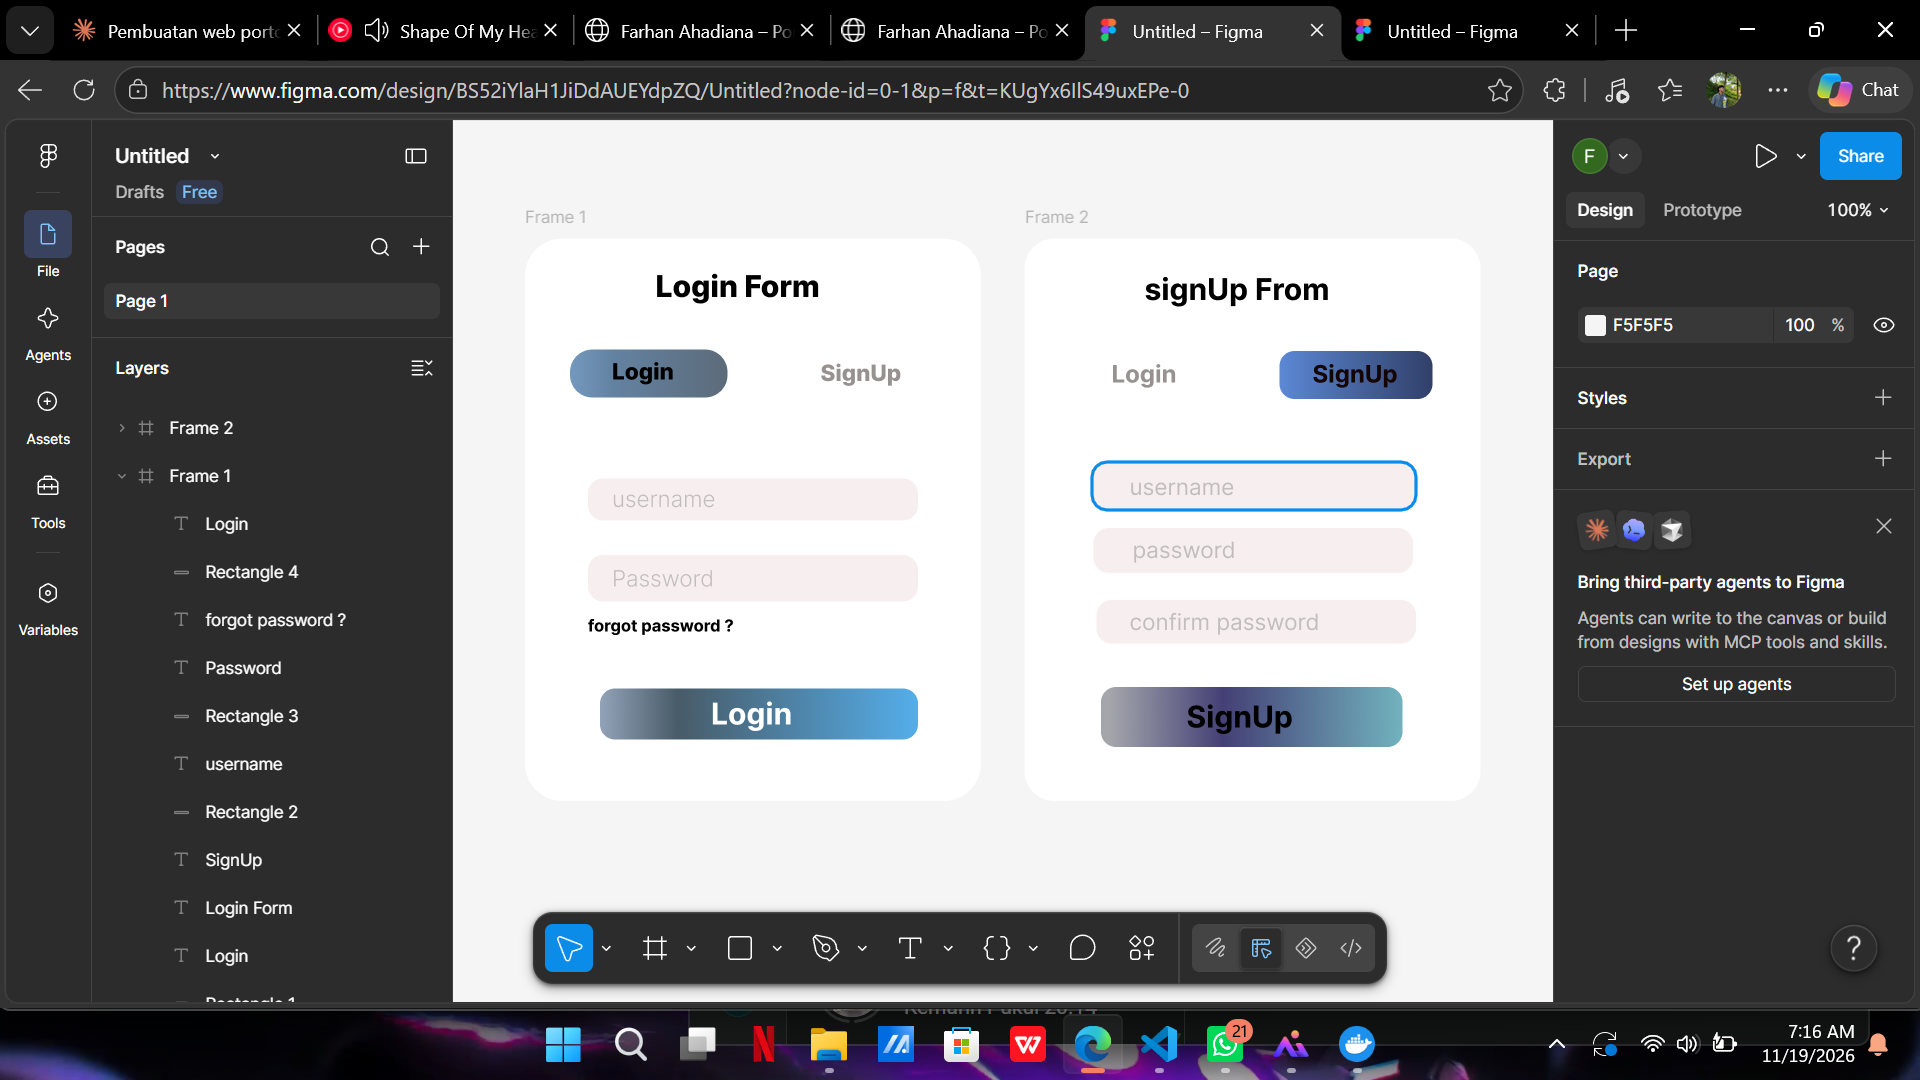 Pembuatan web porto
Shape Of My Hea
Farhan Ahadiana – Po
Farhan Ahadiana – Po
Untitled – Figma
Untitled – Figma
https://www.figma.com/design/BS52iYlaH1JiDdAUEYdpZQ/Untitled?node-id=0-1&p=f&t=KUgYx6IlS49uxEPe-0
Chat
File
Agents
Assets
Tools
Variables
Untitled
Drafts Free
Pages
Page 1
Layers
Frame 2
Frame 1
Login
Rectangle 4
forgot password ?
Password
Rectangle 3
username
Rectangle 2
SignUp
Login Form
Login
Rectangle 1
Frame 1
Login Form
Login SignUp
username
Password
forgot password ?
Login
Frame 2
signUp From
Login SignUp
username
password
confirm password
SignUp
F
Share
Design Prototype 100%
Page
F5F5F5 100 %
Styles
Export
Bring third-party agents to Figma
Agents can write to the canvas or build
from designs with MCP tools and skills.
Set up agents
?
N
W
21
7:16 AM
11/19/2026